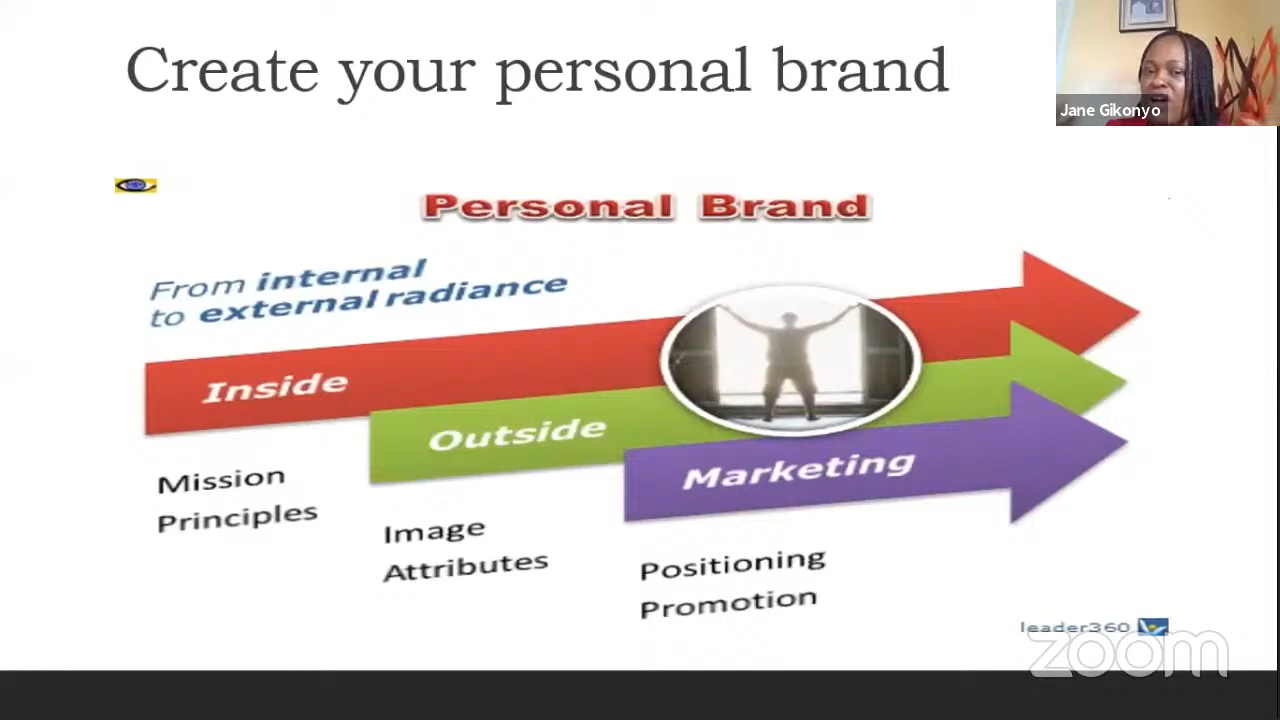 Create your personal brand
Jane Gikonyo
Personal Brand
From internal
to external radiance
Inside
Outside
Marketing
Mission
Principles
Image
Attributes
Positioning
Promotion
leader360
zoom